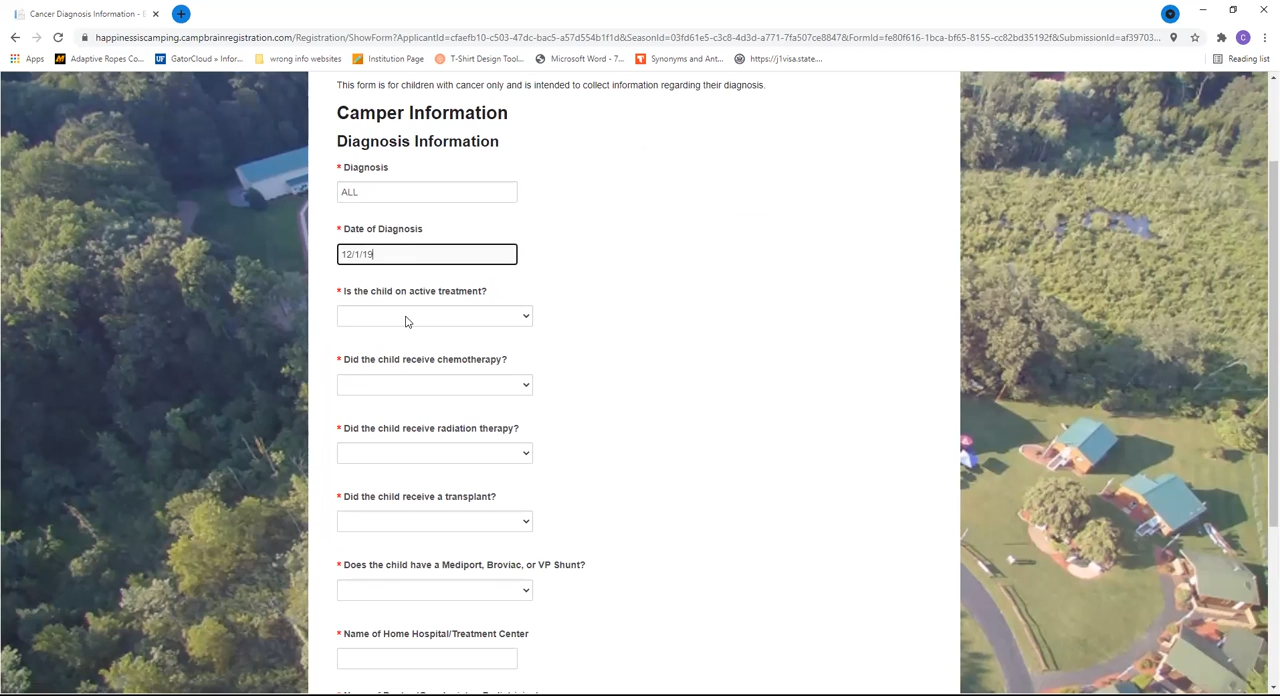 Cancer Diagnosis Information - E
happinessiscamping.campbrainregistration.com/Registration/ShowForm?ApplicantId=cfaefb10-c503-47dc-bac5-a57d554b1f1d&SeasonId=03fd61e5-c3c8-4d3d-a771-7fa507ce8847&FormId=fe80f616-1bca-bf65-8155-cc82bd35192f&SubmissionId=af39703...
C
Apps
Adaptive Ropes Co...
GatorCloud » Infor...
wrong info websites
Institution Page
T-Shirt Design Tool...
Microsoft Word - 7...
Synonyms and Ant...
https://j1visa.state....
Reading list
This form is for children with cancer only and is intended to collect information regarding their diagnosis.
Camper Information
Diagnosis Information
* Diagnosis
ALL
* Date of Diagnosis
12/1/19
* Is the child on active treatment?
* Did the child receive chemotherapy?
* Did the child receive radiation therapy?
* Did the child receive a transplant?
* Does the child have a Mediport, Broviac, or VP Shunt?
* Name of Home Hospital/Treatment Center